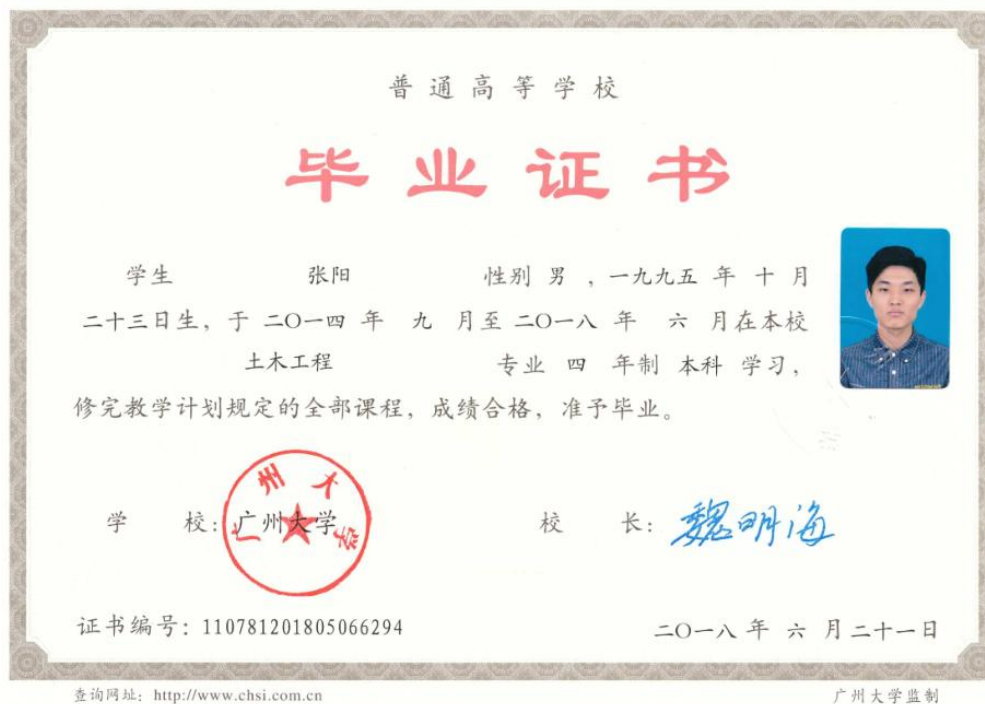 普通高等学校
毕业证书
学生 张阳 性别 男 ，一九九五 年 十 月
二十三日生，于 二〇一四 年 九 月至 二〇一八 年 六 月在本校
土木工程 专业 四 年制 本科 学习，
修完教学计划规定的全部课程，成绩合格，准予毕业。
学 校：广州大学 校 长：魏明海
广州大学
证书编号：110781201805066294 二〇一八 年 六 月二十一日
查询网址：http://www.chsi.com.cn 广州大学监制